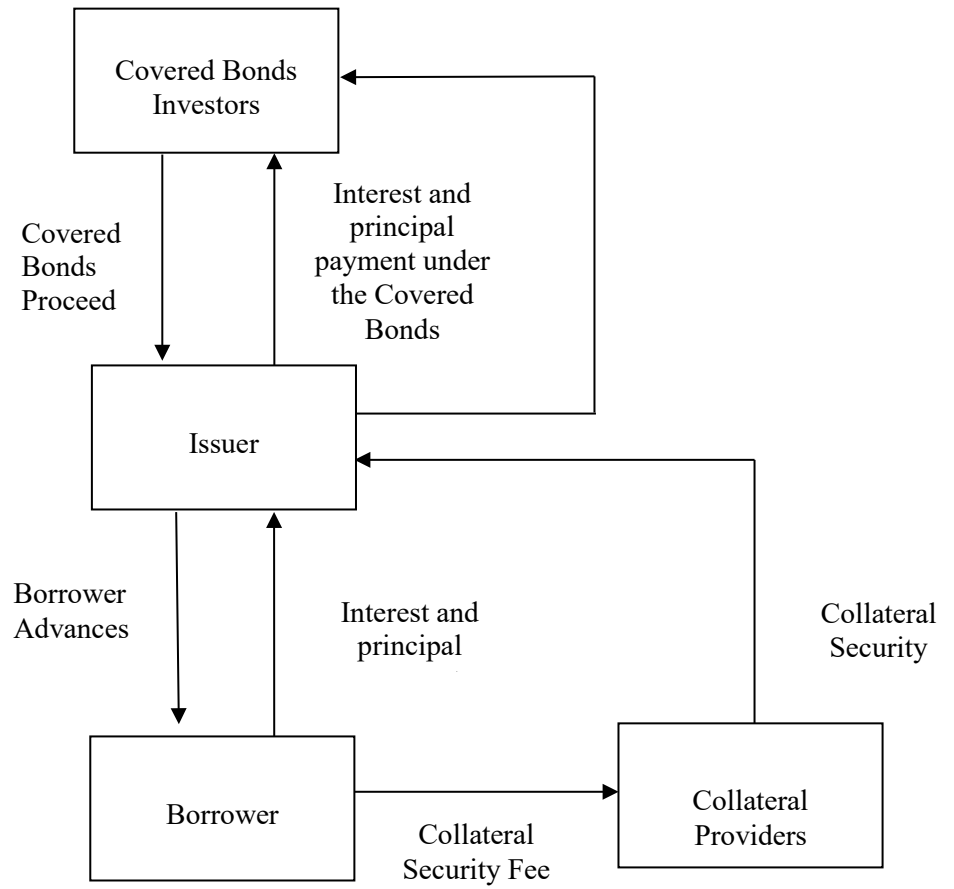 Covered Bonds
Investors
Covered
Bonds
Proceed
Interest and
principal
payment under
the Covered
Bonds
Issuer
Borrower
Advances
Interest and
principal
Collateral
Security
Borrower
Collateral
Security Fee
Collateral
Providers